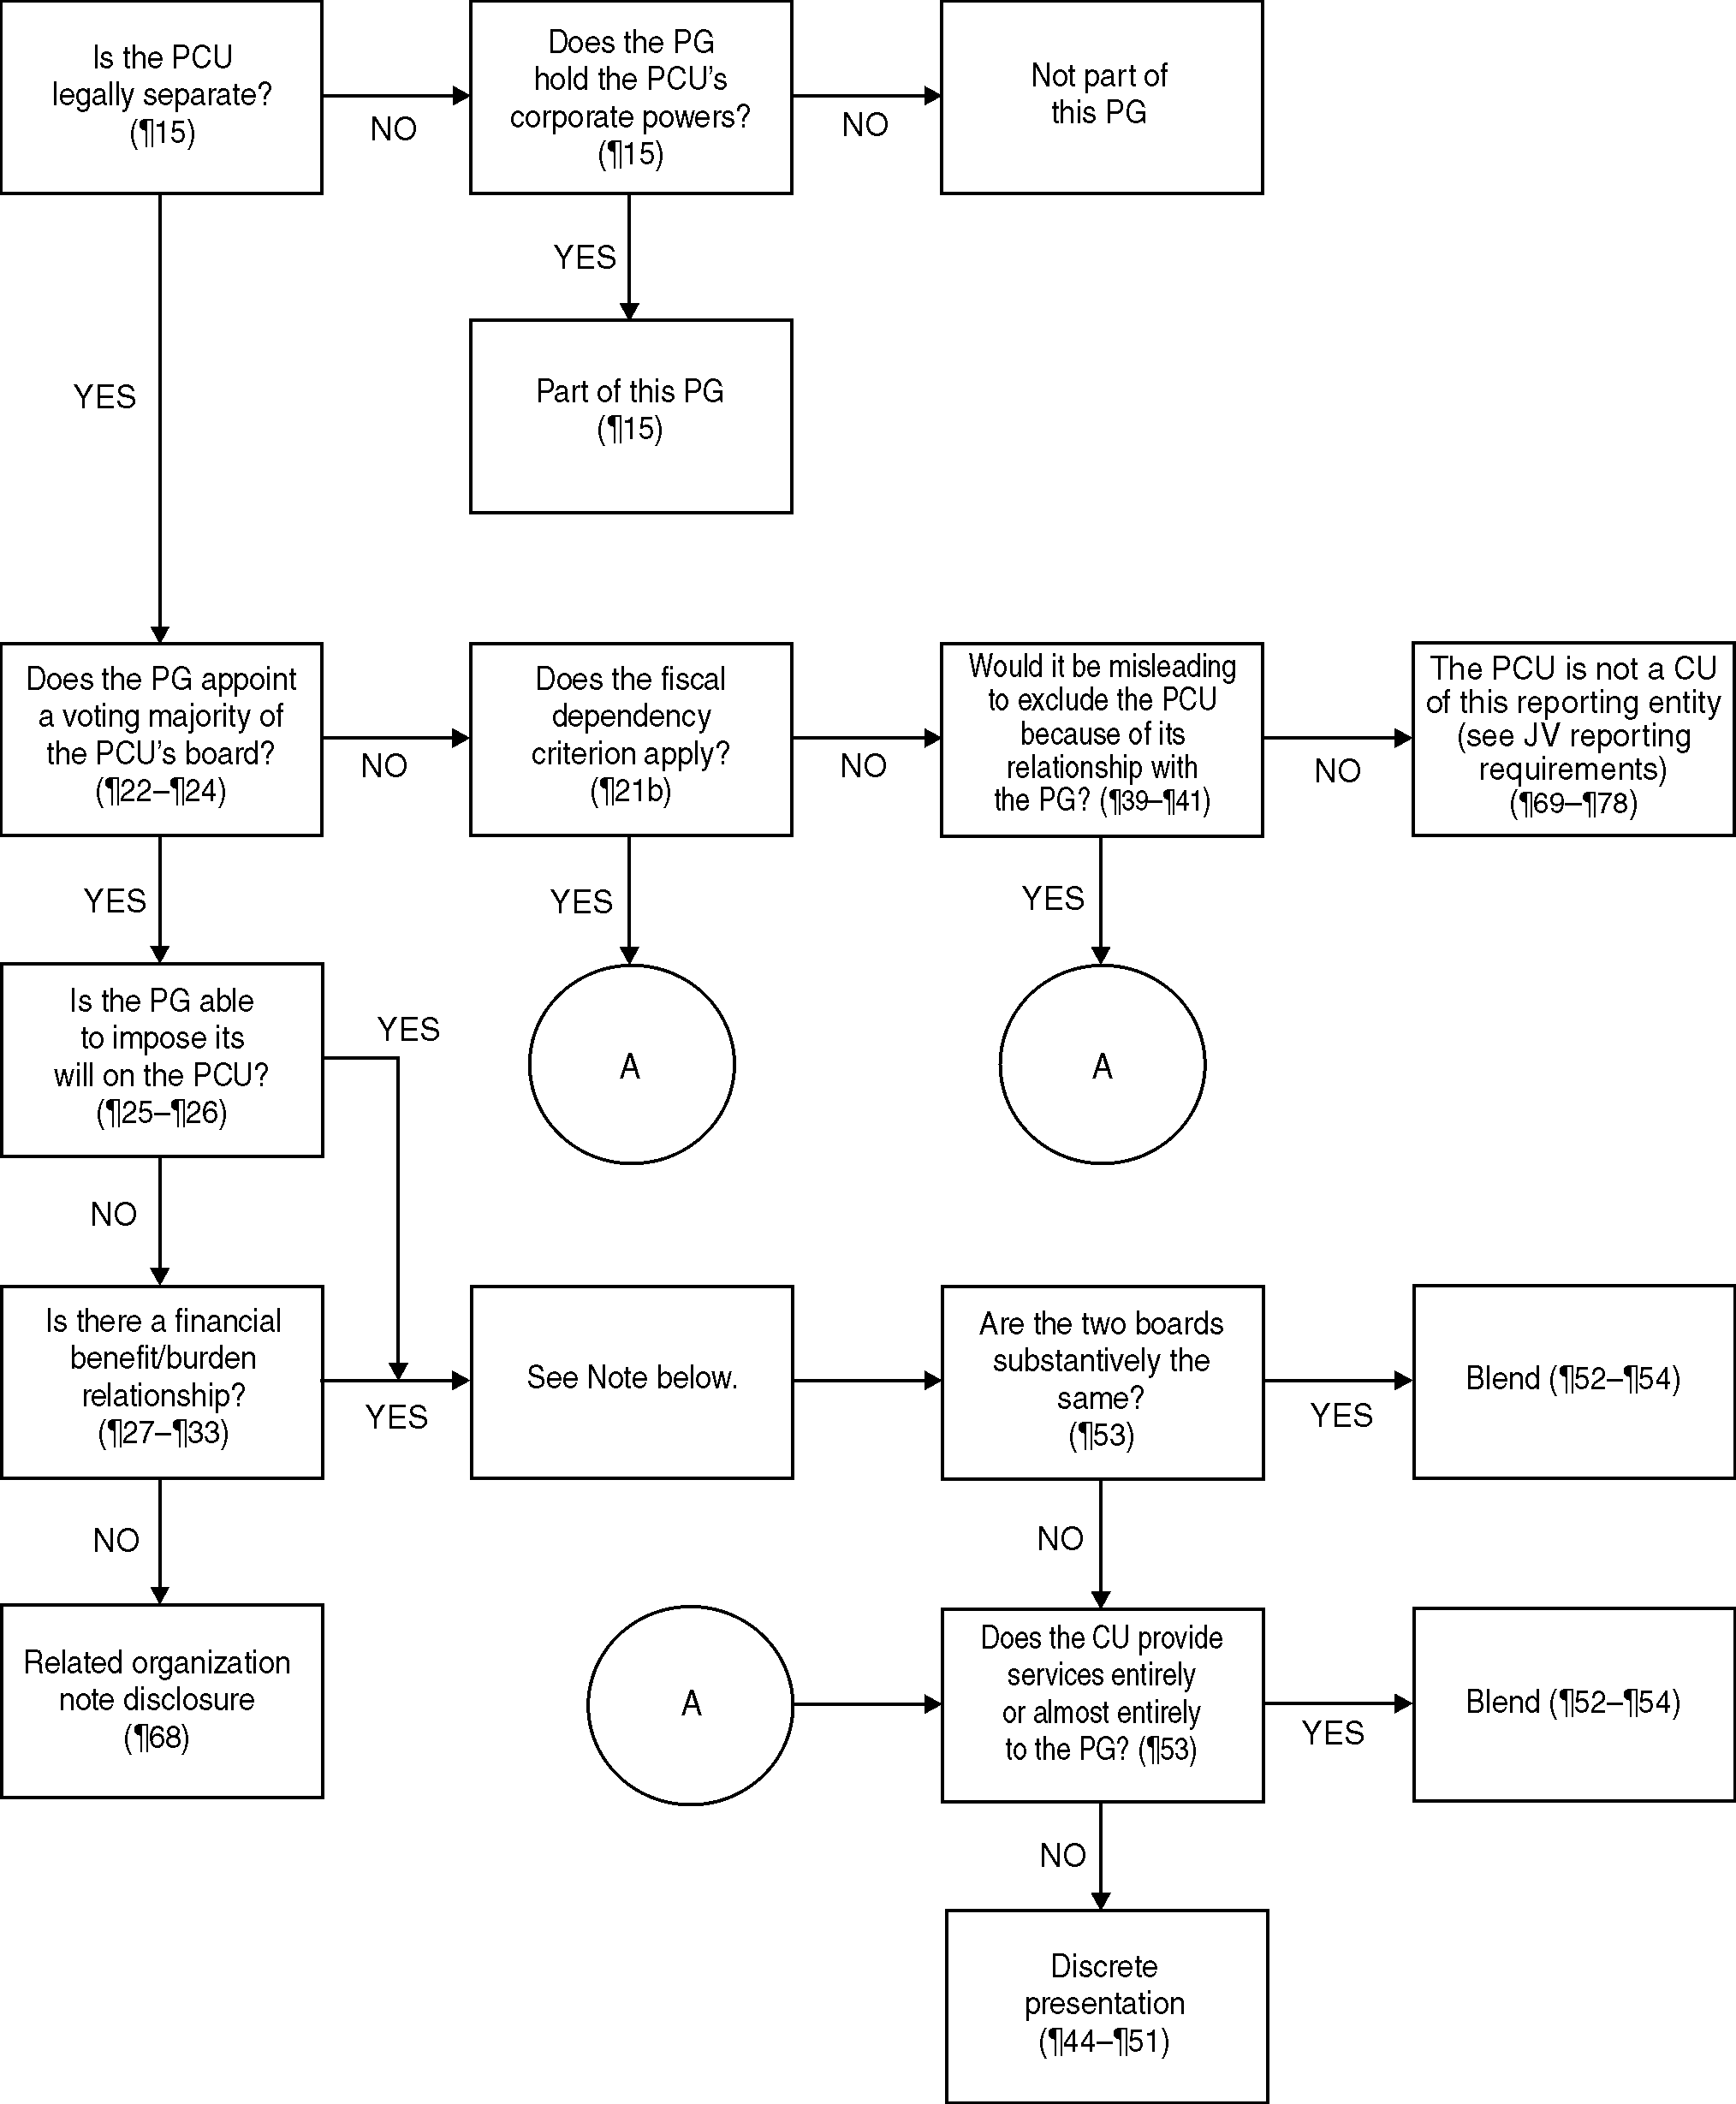 Is the PCU
legally separate?
(¶15)
NO
Does the PG
hold the PCU’s
corporate powers?
(¶15)
NO
Not part of
this PG
YES
Part of this PG
(¶15)
YES
Does the PG appoint
a voting majority of
the PCU’s board?
(¶22–¶24)
NO
Does the fiscal
dependency
criterion apply?
(¶21b)
NO
Would it be misleading
to exclude the PCU
because of its
relationship with
the PG? (¶39–¶41)
NO
The PCU is not a CU
of this reporting entity
(see JV reporting
requirements)
(¶69–¶78)
YES
YES
YES
Is the PG able
to impose its
will on the PCU?
(¶25–¶26)
YES
A
A
NO
Is there a financial
benefit/burden
relationship?
(¶27–¶33)
YES
See Note below.
Are the two boards
substantively the
same?
(¶53)
YES
Blend (¶52–¶54)
NO
NO
Related organization
note disclosure
(¶68)
A
Does the CU provide
services entirely
or almost entirely
to the PG? (¶53)
YES
Blend (¶52–¶54)
NO
Discrete
presentation
(¶44–¶51)